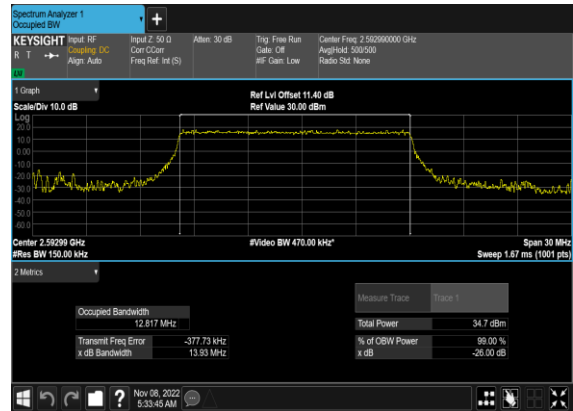 Spectrum Analyzer 1
Occupied BW
+
KEYSIGHT Input: RF Input Z: 50 Ω Atten: 30 dB Trig: Free Run Center Freq: 2.592990000 GHz
R T Coupling: DC Corr CCorr Gate: Off Avg|Hold: 500/500
Align: Auto Freq Ref: Int (S) #IF Gain: Low Radio Std: None
1 Graph
Ref Lvl Offset 11.40 dB
Scale/Div 10.0 dB Ref Value 30.00 dBm
Log
20.0
10.0
0.00
-10.0
-20.0
-30.0
-40.0
-50.0
-60.0
Center 2.59299 GHz #Video BW 470.00 kHz* Span 30 MHz
#Res BW 150.00 kHz Sweep 1.67 ms (1001 pts)
2 Metrics
Measure Trace Trace 1
Occupied Bandwidth
12.817 MHz Total Power 34.7 dBm
Transmit Freq Error -377.73 kHz % of OBW Power 99.00 %
x dB Bandwidth 13.93 MHz x dB -26.00 dB
? Nov 08, 2022
5:33:45 AM